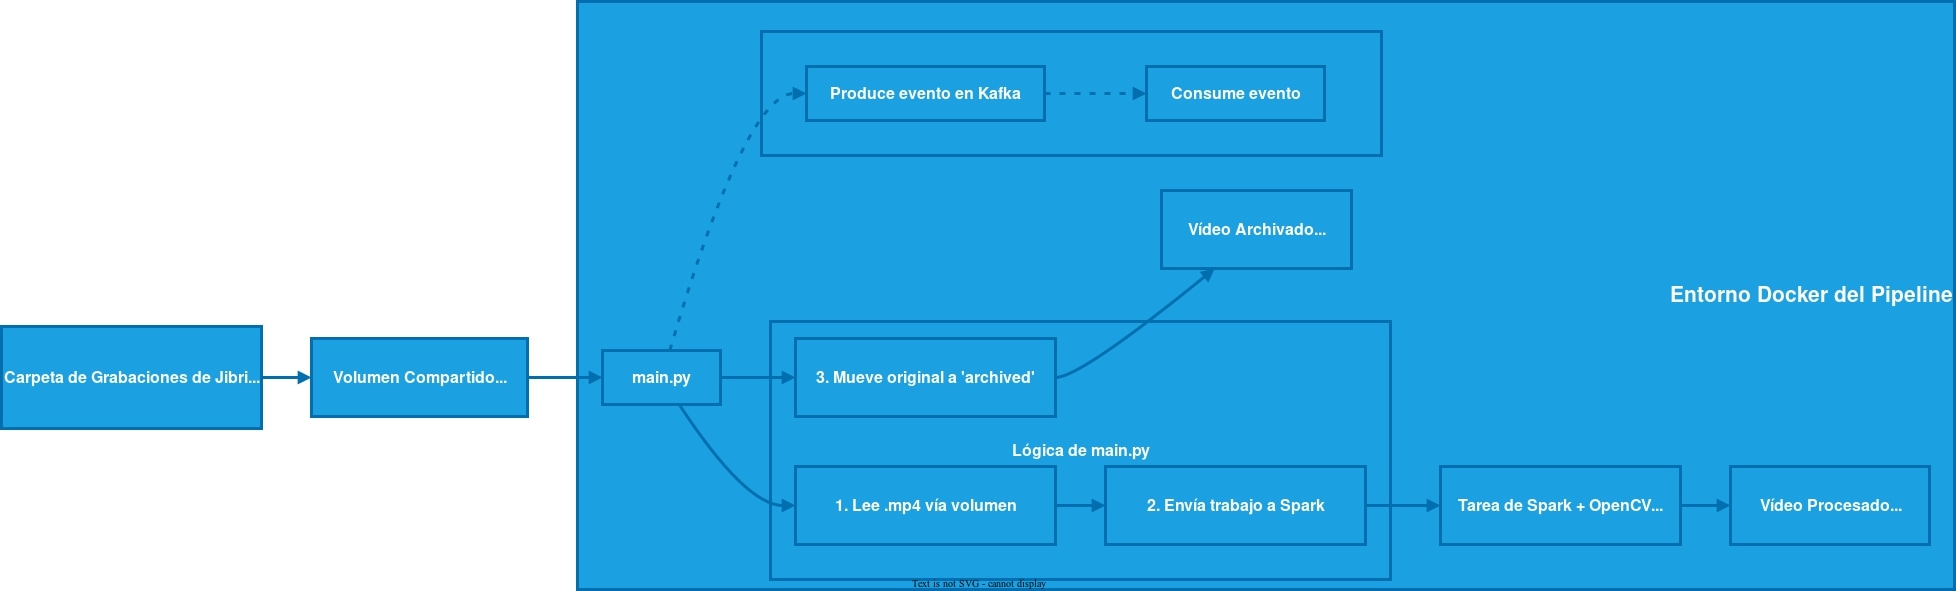 Produce evento en Kafka
Consume evento
Vídeo Archivado...
Entorno Docker del Pipeline
Carpeta de Grabaciones de Jibri...
Volumen Compartido...
main.py
3. Mueve original a 'archived'
Lógica de main.py
1. Lee .mp4 vía volumen
2. Envía trabajo a Spark
Tarea de Spark + OpenCV...
Vídeo Procesado...
Text is not SVG - cannot display